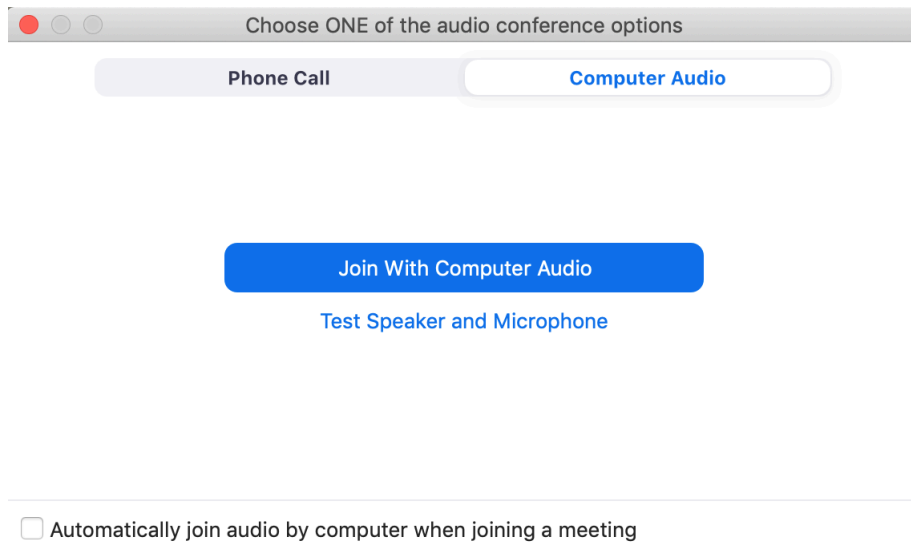 Choose ONE of the audio conference options
Phone Call
Computer Audio
Join With Computer Audio
Test Speaker and Microphone
Automatically join audio by computer when joining a meeting